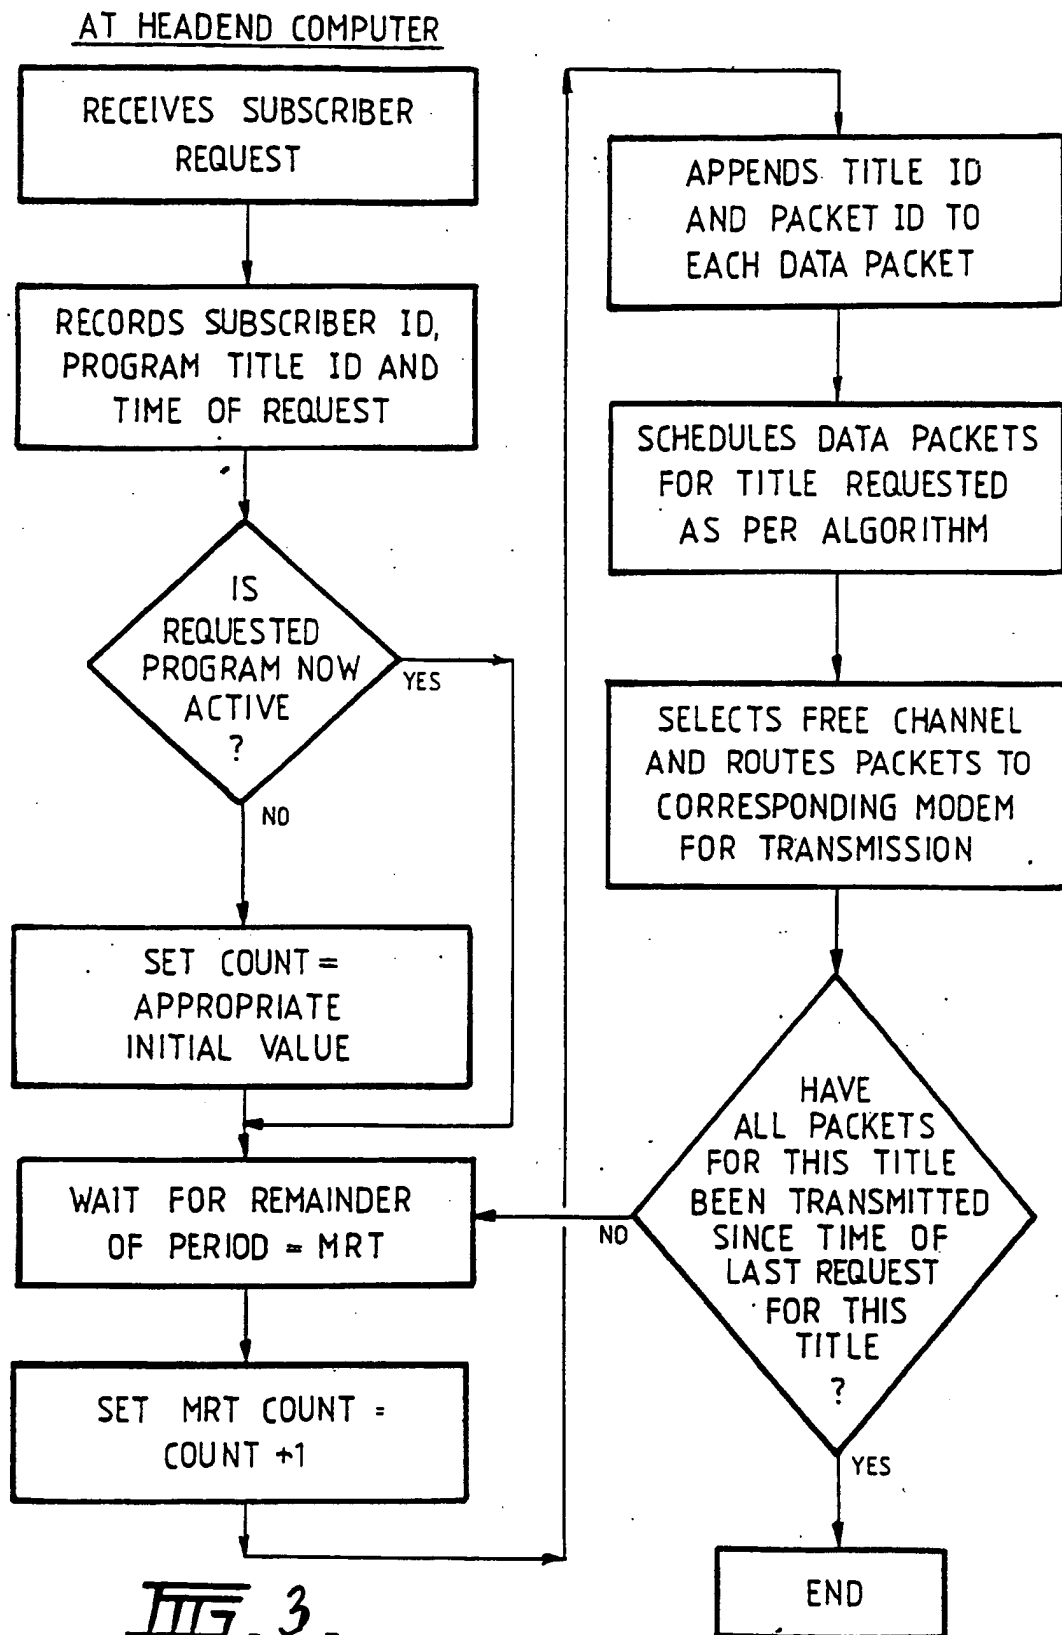 AT HEADEND COMPUTER
RECEIVES SUBSCRIBER
REQUEST
RECORDS SUBSCRIBER ID,
PROGRAM TITLE ID AND
TIME OF REQUEST
IS
REQUESTED
PROGRAM NOW
ACTIVE
?
YES
NO
SET COUNT =
APPROPRIATE
INITIAL VALUE
WAIT FOR REMAINDER
OF PERIOD = MRT
SET MRT COUNT =
COUNT +1
APPENDS TITLE ID
AND PACKET ID TO
EACH DATA PACKET
SCHEDULES DATA PACKETS
FOR TITLE REQUESTED
AS PER ALGORITHM
SELECTS FREE CHANNEL
AND ROUTES PACKETS TO
CORRESPONDING MODEM
FOR TRANSMISSION
HAVE
ALL PACKETS
FOR THIS TITLE
BEEN TRANSMITTED
SINCE TIME OF
LAST REQUEST
FOR THIS
TITLE
?
NO
YES
END
FIG. 3.